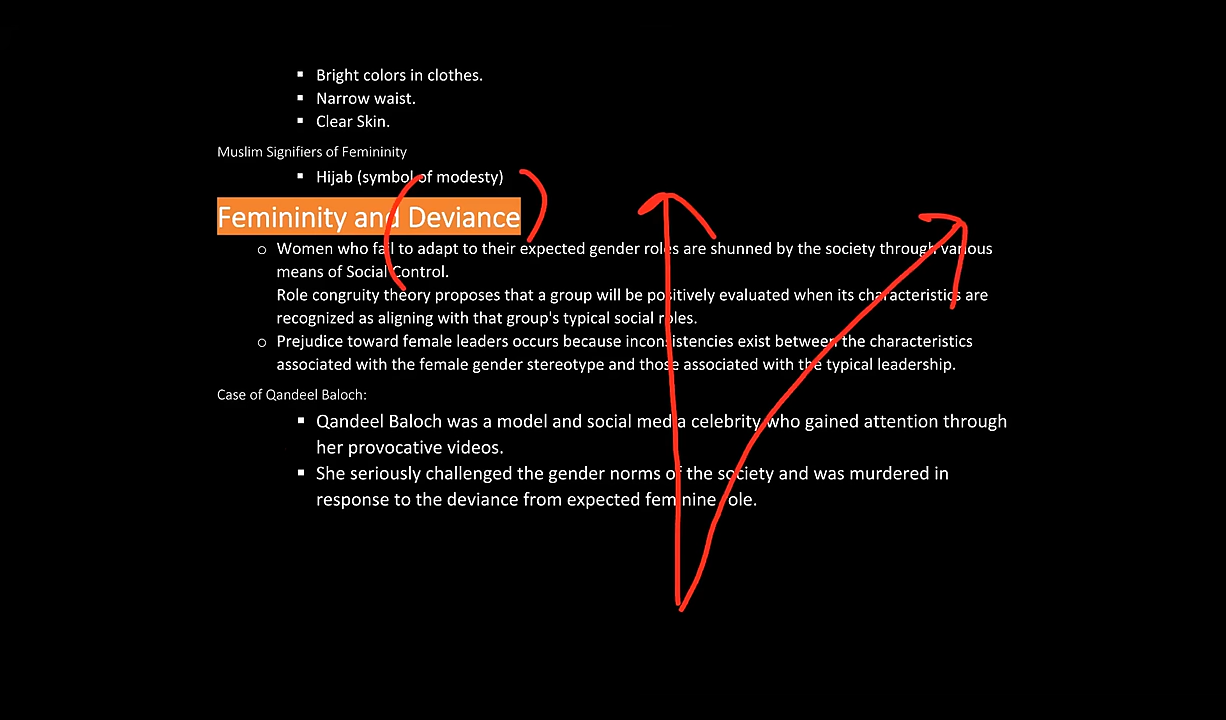 ▪ Bright colors in clothes.
▪ Narrow waist.
▪ Clear Skin.
Muslim Signifiers of Femininity
▪ Hijab (symbol of modesty)
Femininity and Deviance
o Women who fail to adapt to their expected gender roles are shunned by the society through various
means of Social Control.
Role congruity theory proposes that a group will be positively evaluated when its characteristics are
recognized as aligning with that group's typical social roles.
o Prejudice toward female leaders occurs because inconsistencies exist between the characteristics
associated with the female gender stereotype and those associated with the typical leadership.
Case of Qandeel Baloch:
▪ Qandeel Baloch was a model and social media celebrity who gained attention through
her provocative videos.
▪ She seriously challenged the gender norms of the society and was murdered in
response to the deviance from expected feminine role.